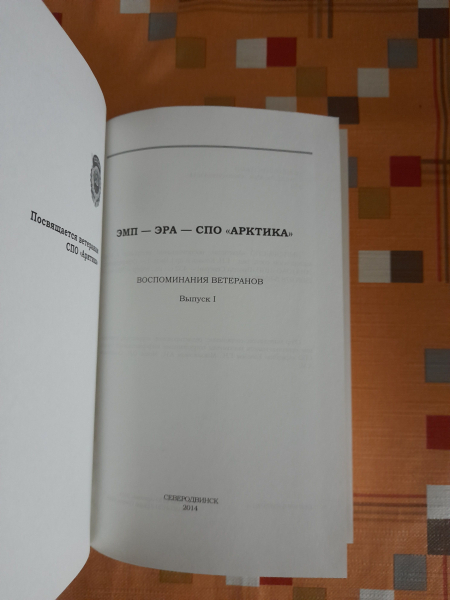 Посвящается ветеранам
СПО «Арктика»
ЭМП — ЭРА — СПО «АРКТИКА»
ВОСПОМИНАНИЯ ВЕТЕРАНОВ
Выпуск I
СЕВЕРОДВИНСК
2014